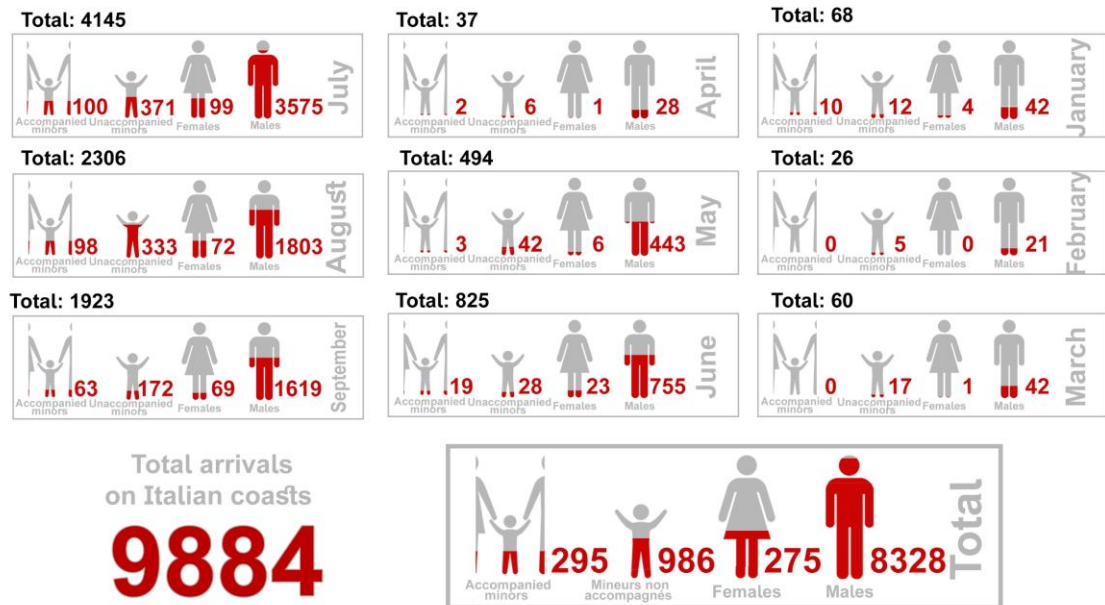 Total: 4145
100 371 99 3575
Accompanied minors Unaccompanied minors Females Males
July
Total: 37
2 6 1 28
Accompanied minors Unaccompanied minors Females Males
April
Total: 68
10 12 4 42
Accompanied minors Unaccompanied minors Females Males
January
Total: 2306
98 333 72 1803
Accompanied minors Unaccompanied minors Females Males
August
Total: 494
3 42 6 443
Accompanied minors Unaccompanied minors Females Males
May
Total: 26
0 5 0 21
Accompanied minors Unaccompanied minors Females Males
February
Total: 1923
63 172 69 1619
Accompanied minors Unaccompanied minors Females Males
September
Total: 825
19 28 23 755
Accompanied minors Unaccompanied minors Females Males
June
Total: 60
0 17 1 42
Accompanied minors Unaccompanied minors Females Males
March
Total arrivals
on Italian coasts
9884
295 986 275 8328
Accompanied minors Mineurs non accompagnés Females Males
Total